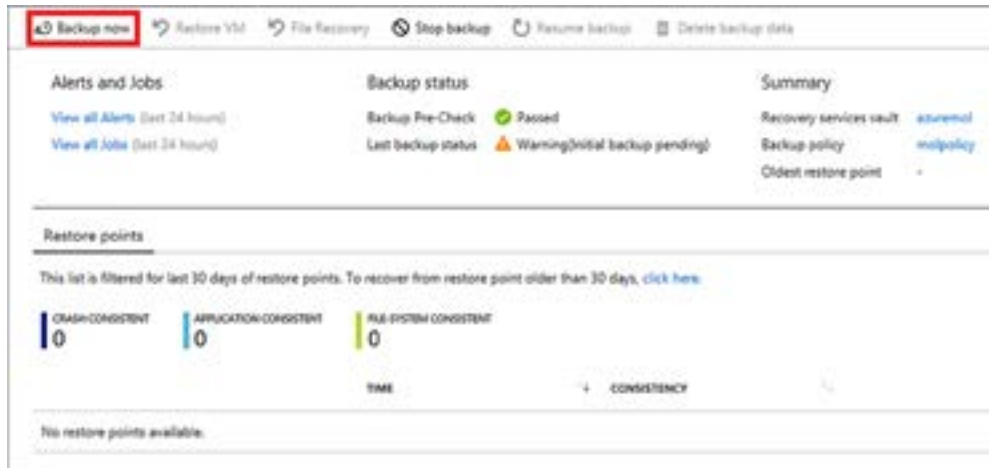 Backup now Restore VM File Recovery Stop backup Resume backup Delete backup data
Alerts and Jobs
View all Alerts (last 24 hours)
View all Jobs (last 24 hours)
Backup status
Backup Pre-Check Passed
Last backup status Warning(Initial backup pending)
Summary
Recovery services vault azuremol
Backup policy molpolicy
Oldest restore point -
Restore points
This list is filtered for last 30 days of restore points. To recover from restore point older than 30 days, click here.
CRASH CONSISTENT
0
APPLICATION CONSISTENT
0
FILE-SYSTEM CONSISTENT
0
TIME CONSISTENCY
No restore points available.